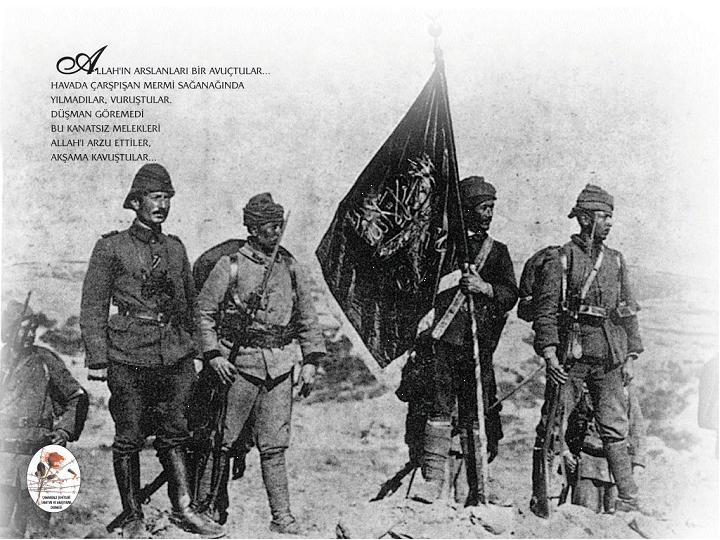 ALLAH'IN ARSLANLARI BİR AVUÇTULAR...
HAVADA ÇARŞPIŞAN MERMİ SAĞANAĞINDA
YILMADILAR, VURUŞTULAR.
DÜŞMAN GÖREMEDİ
BU KANATSIZ MELEKLERİ
ALLAH'I ARZU ETTİLER,
AKŞAMA KAVUŞTULAR...